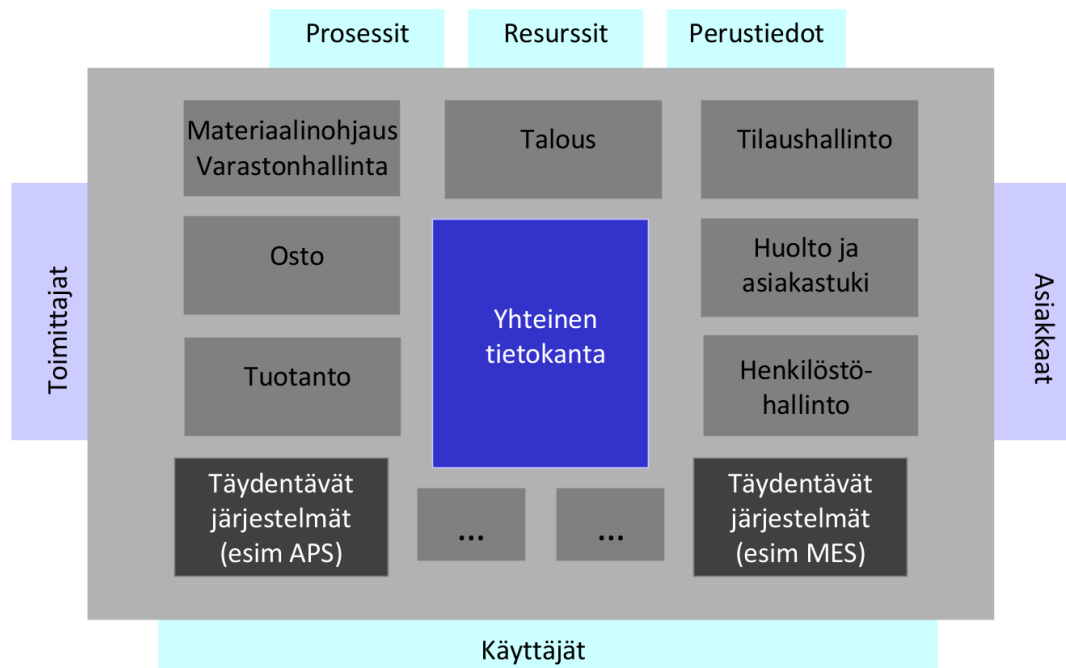 Prosessit
Resurssit
Perustiedot
Materiaalinohjaus
Varastonhallinta
Talous
Tilaushallinto
Toimittajat
Osto
Yhteinen
tietokanta
Huolto ja
asiakastuki
Asiakkaat
Tuotanto
Henkilöstö-
hallinto
Täydentävät
järjestelmät
(esim APS)
...
...
Täydentävät
järjestelmät
(esim MES)
Käyttäjät